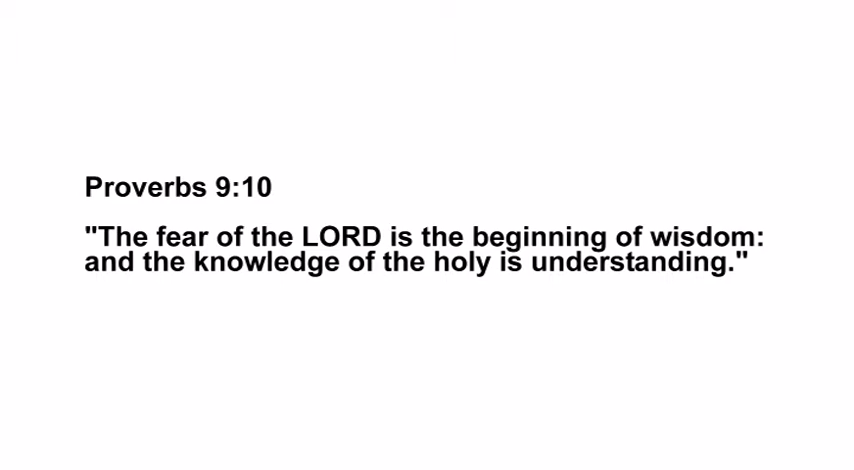 Proverbs 9:10
"The fear of the LORD is the beginning of wisdom:
and the knowledge of the holy is understanding."